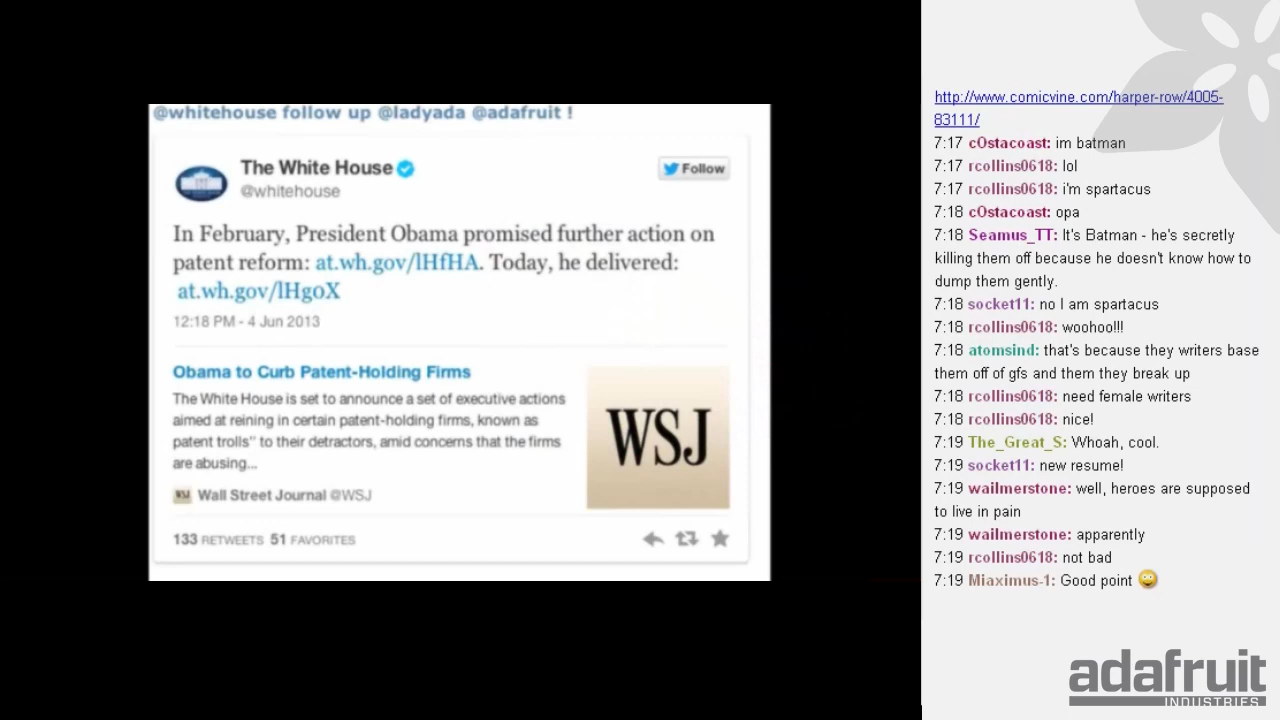 @whitehouse follow up @ladyada @adafruit !
The White House
@whitehouse
Follow
In February, President Obama promised further action on
patent reform: at.wh.gov/lHfHA. Today, he delivered:
at.wh.gov/lHg0X
12:18 PM - 4 Jun 2013
Obama to Curb Patent-Holding Firms
The White House is set to announce a set of executive actions
aimed at reining in certain patent-holding firms, known as
patent trolls" to their detractors, amid concerns that the firms
are abusing...
WSJ
WSJ Wall Street Journal @WSJ
133 RETWEETS 51 FAVORITES
http://www.comicvine.com/harper-row/4005-
83111/
7:17 cOstacoast: im batman
7:17 rcollins0618: lol
7:17 rcollins0618: i'm spartacus
7:18 cOstacoast: opa
7:18 Seamus_TT: It's Batman - he's secretly
killing them off because he doesn't know how to
dump them gently.
7:18 socket11: no I am spartacus
7:18 rcollins0618: woohoo!!!
7:18 atomsind: that's because they writers base
them off of gfs and them they break up
7:18 rcollins0618: need female writers
7:18 rcollins0618: nice!
7:19 The_Great_S: Whoah, cool.
7:19 socket11: new resume!
7:19 wailmerstone: well, heroes are supposed
to live in pain
7:19 wailmerstone: apparently
7:19 rcollins0618: not bad
7:19 Miaximus-1: Good point
adafruit
INDUSTRIES